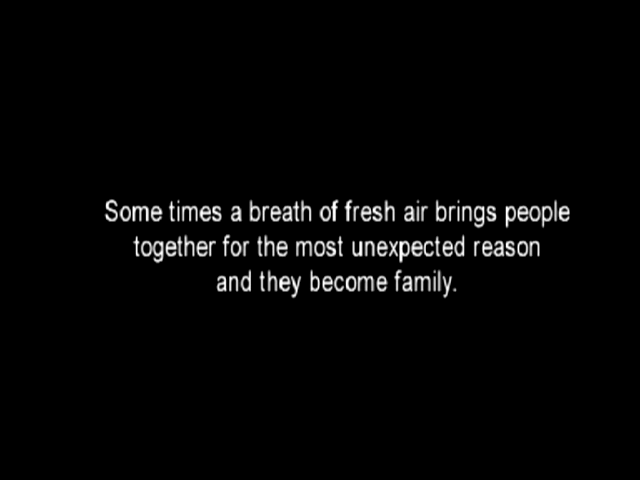 Some times a breath of fresh air brings people
together for the most unexpected reason
and they become family.